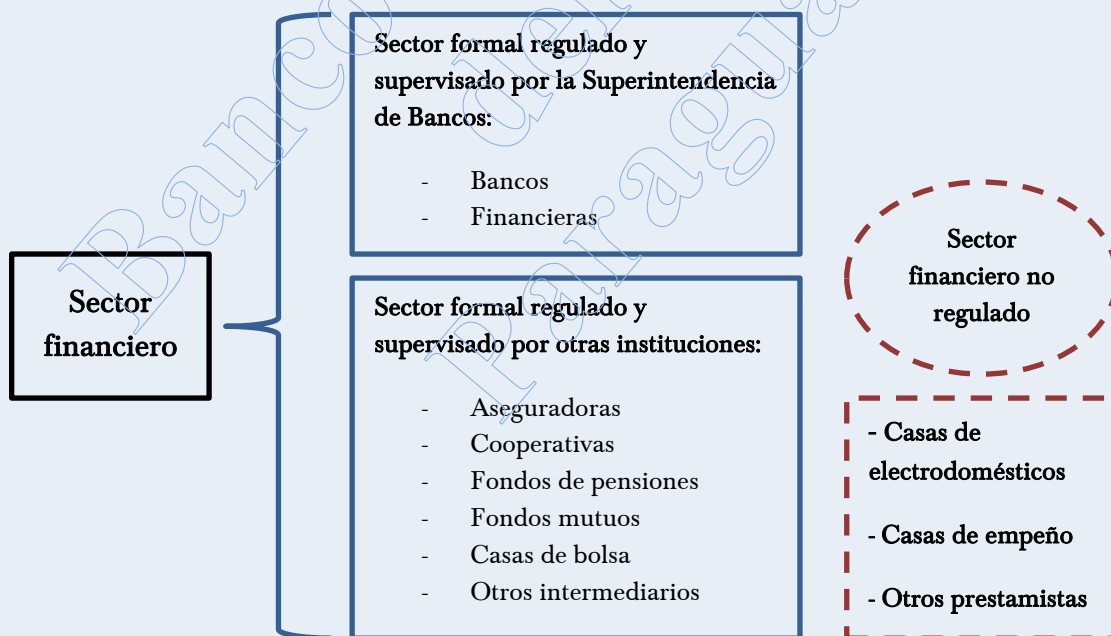 Sector
financiero
Sector formal regulado y
supervisado por la Superintendencia
de Bancos:
- Bancos
- Financieras
Sector formal regulado y
supervisado por otras instituciones:
- Aseguradoras
- Cooperativas
- Fondos de pensiones
- Fondos mutuos
- Casas de bolsa
- Otros intermediarios
Sector
financiero no
regulado
- Casas de
electrodomésticos
- Casas de empeño
- Otros prestamistas
Banco
del
Paragua